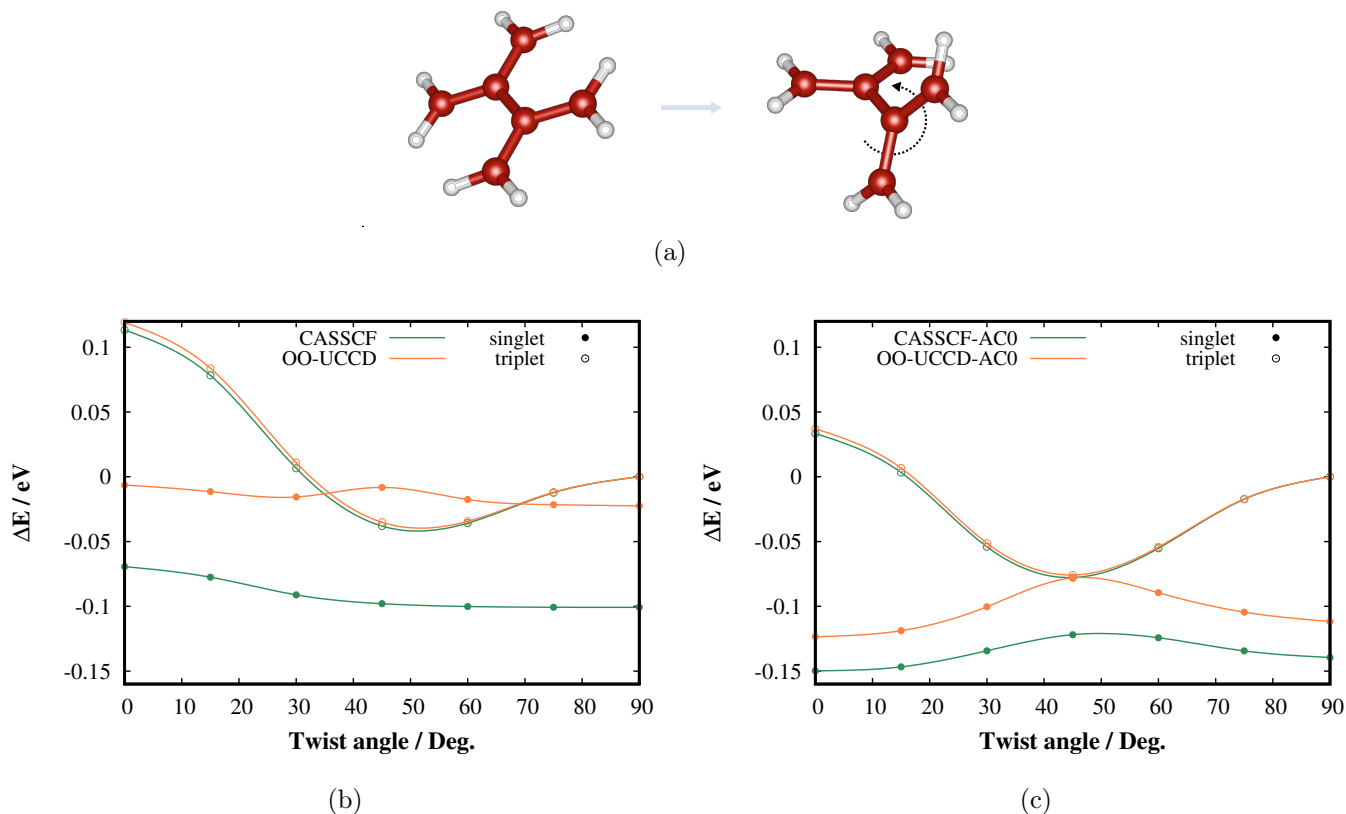 (a)
0.1
0.05
0
-0.05
-0.1
-0.15
ΔE / eV
CASSCF
OO-UCCD
singlet
triplet
0 10 20 30 40 50 60 70 80 90
Twist angle / Deg.
(b)
0.1
0.05
0
-0.05
-0.1
-0.15
ΔE / eV
CASSCF-AC0
OO-UCCD-AC0
singlet
triplet
0 10 20 30 40 50 60 70 80 90
Twist angle / Deg.
(c)